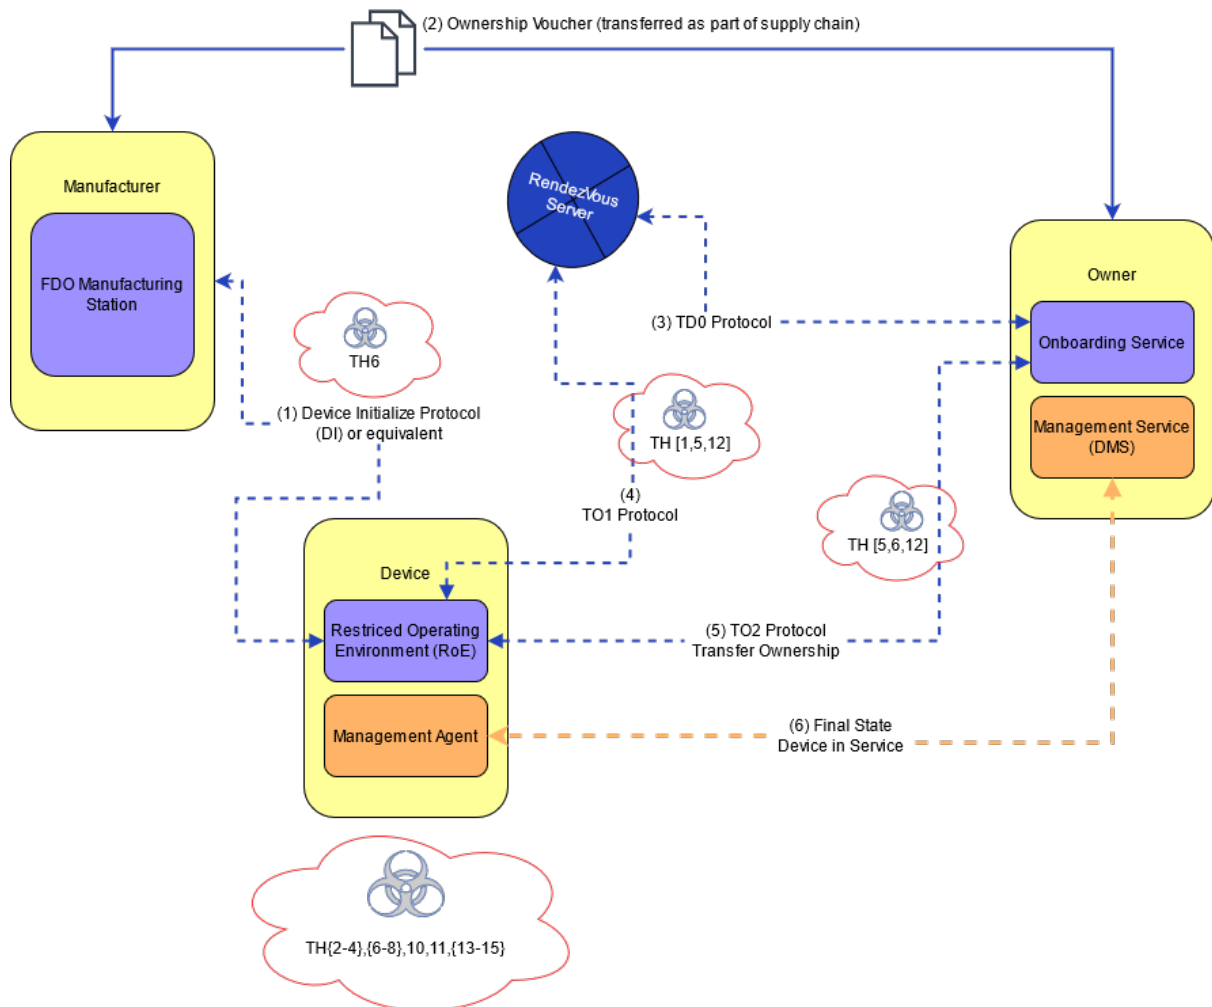 (2) Ownership Voucher (transferred as part of supply chain)
Manufacturer
FDO Manufacturing
Station
RendezVous
Server
Owner
Onboarding Service
Management Service
(DMS)
(3) TD0 Protocol
TH6
(1) Device Initialize Protocol
(DI) or equivalent
TH [1,5,12]
(4)
TO1 Protocol
TH [5,6,12]
Device
Restriced Operating
Environment (RoE)
Management Agent
(5) TO2 Protocol
Transfer Ownership
(6) Final State
Device in Service
TH{2-4},{6-8},10,11,{13-15}